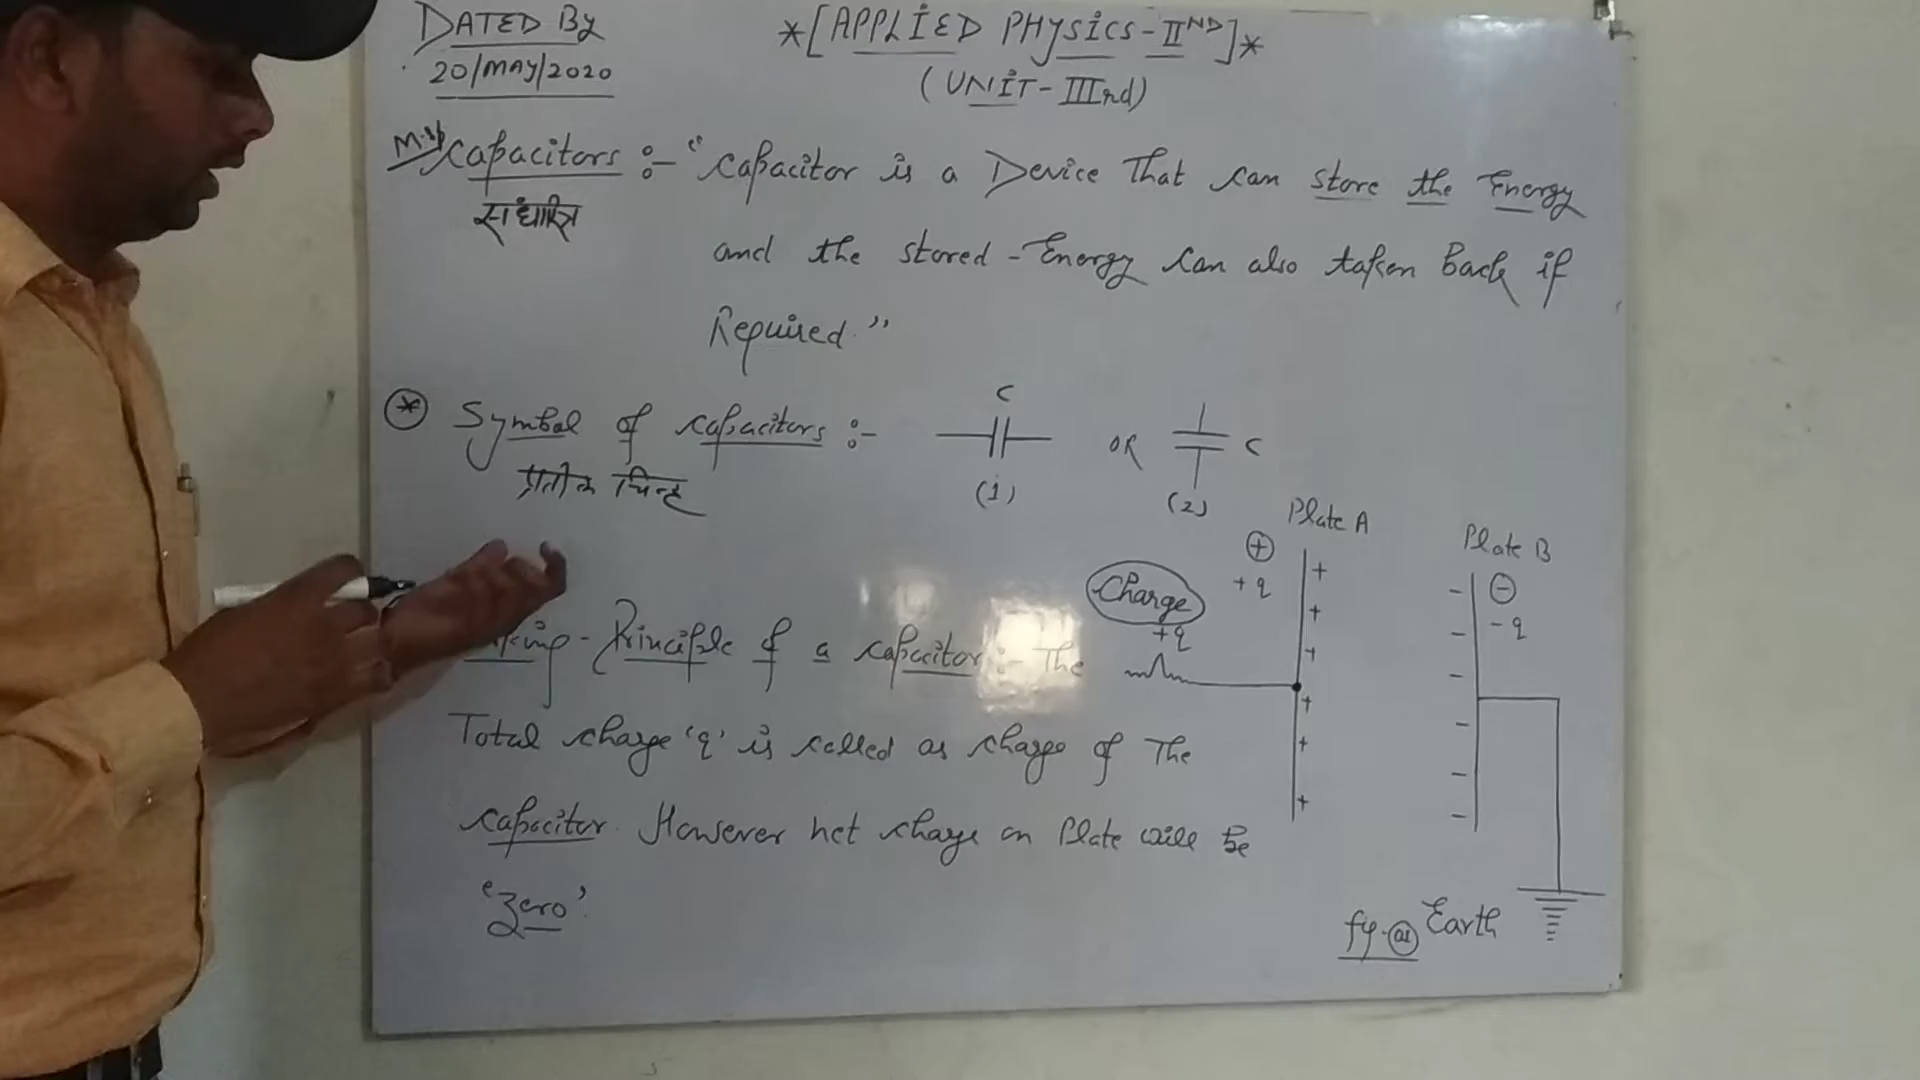 DATED By
20/MAY/2020
*[APPLIED PHYSICS-IIND]*
(UNIT-IIIrd)
Capacitors :- "Capacitor is a Device That can store the Energy
संधारित्र
and the stored-Energy can also taken Back if
Required."
* Symbol of capacitors :-
प्रतीक चिन्ह
C
(1)
OR
C
(2)
Principle of a capacitor :- The
Total charge 'q' is called as charge of The
capacitor. However net charge on Plate will be
'Zero'.
Charge
+q
+
+q
Plate A
+
+
+
+
+
+
Plate B
-
-q
-
-
-
-
-
-
Earth